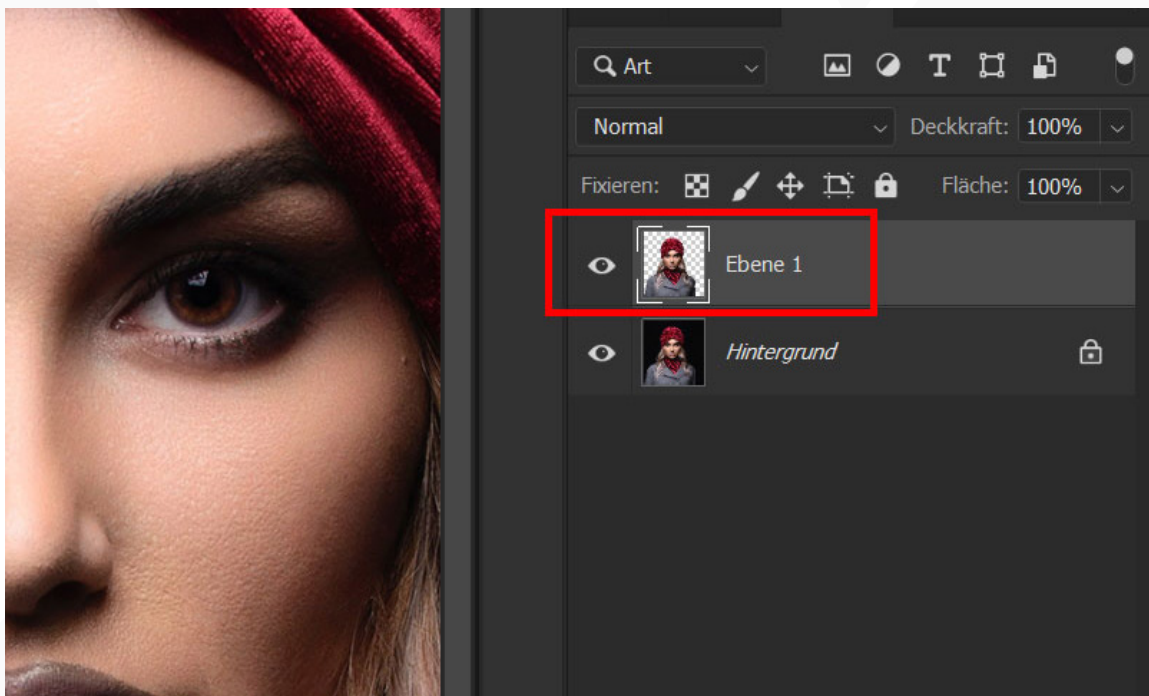 Art
Normal Deckkraft: 100%
Fixieren: Fläche: 100%
Ebene 1
Hintergrund